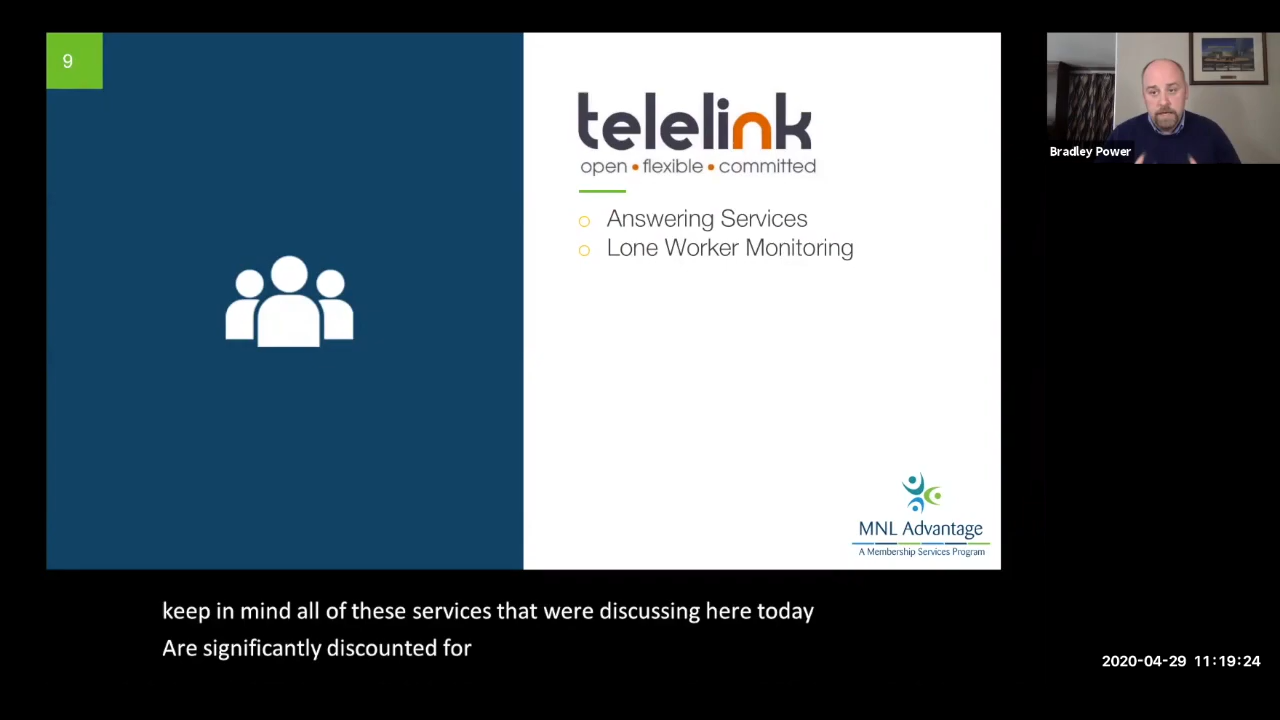 9
telelink
open • flexible • committed
Answering Services
Lone Worker Monitoring
MNL Advantage
A Membership Services Program
Bradley Power
keep in mind all of these services that were discussing here today
Are significantly discounted for
2020-04-29 11:19:24